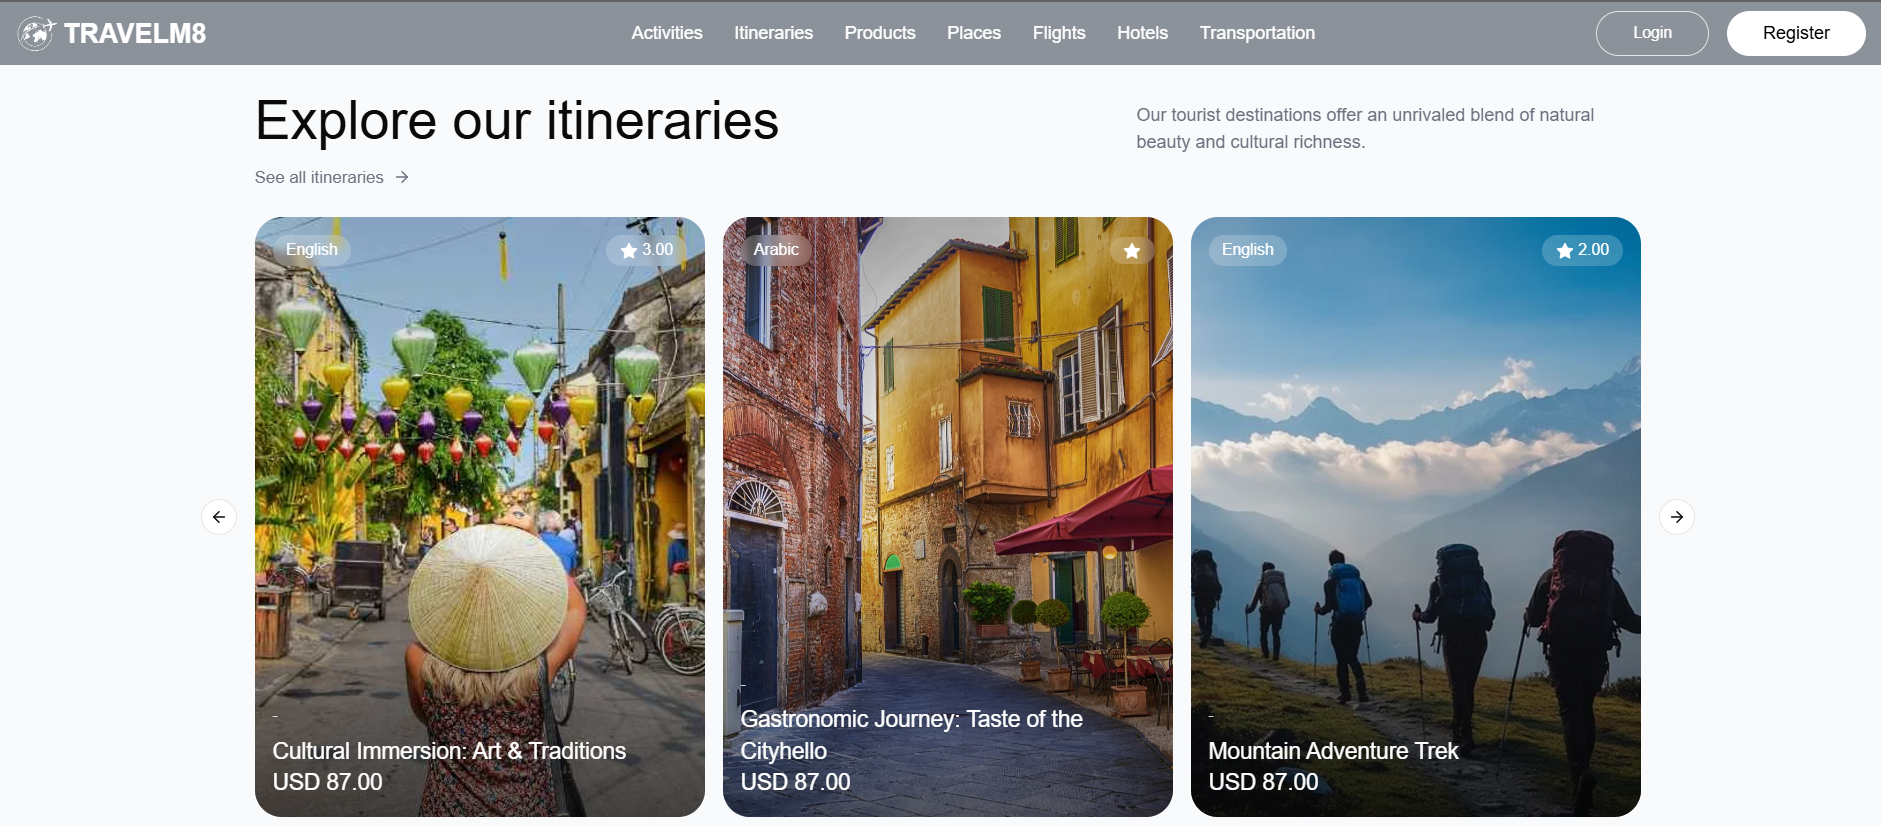 TRAVELM8
Activities Itineraries Products Places Flights Hotels Transportation
Login Register
Explore our itineraries
Our tourist destinations offer an unrivaled blend of natural
beauty and cultural richness.
See all itineraries →
English 3.00
-
Cultural Immersion: Art & Traditions
USD 87.00
Arabic
-
Gastronomic Journey: Taste of the
Cityhello
USD 87.00
English 2.00
-
Mountain Adventure Trek
USD 87.00